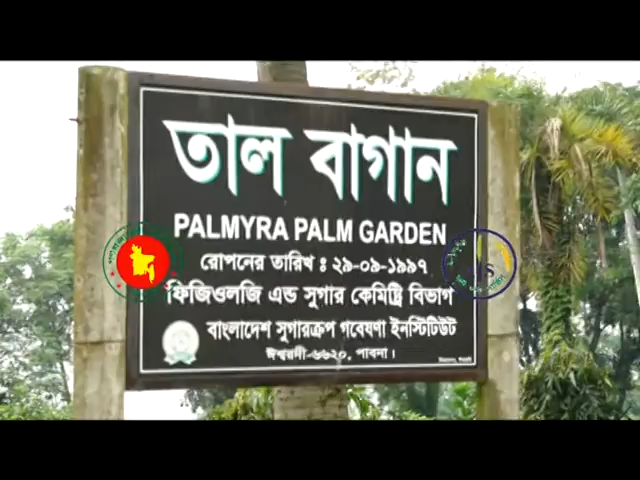 তাল বাগান
PALMYRA PALM GARDEN
রোপনের তারিখ : ২৯-০৯-১৯৯৭
ফিজিওলজি এন্ড সুগার কেমিষ্ট্রি বিভাগ
বাংলাদেশ সুগারক্রপ গবেষণা ইনস্টিটিউট
ঈশ্বরদী-৬৬২০, পাবনা।